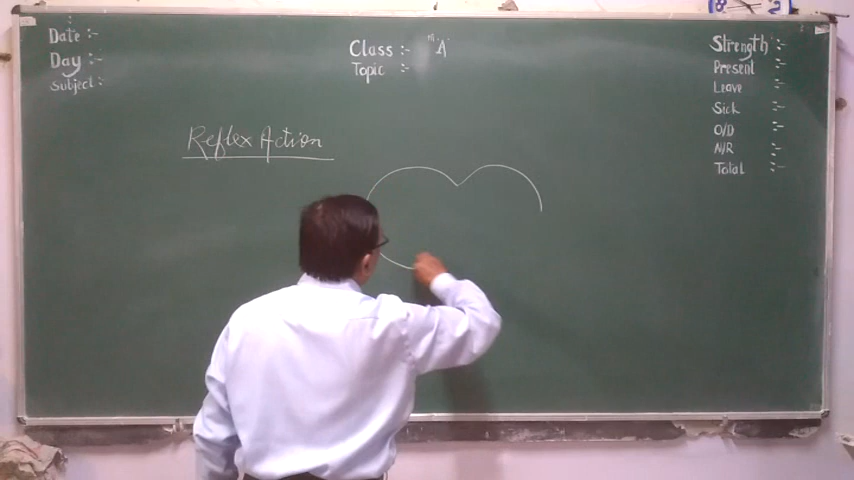 Date :-
Day :-
Subject :-
Class :- "A"
Topic :-
Strength :-
Present :-
Leave :-
Sick :-
O/D :-
N/R :-
Total :-
Reflex Action